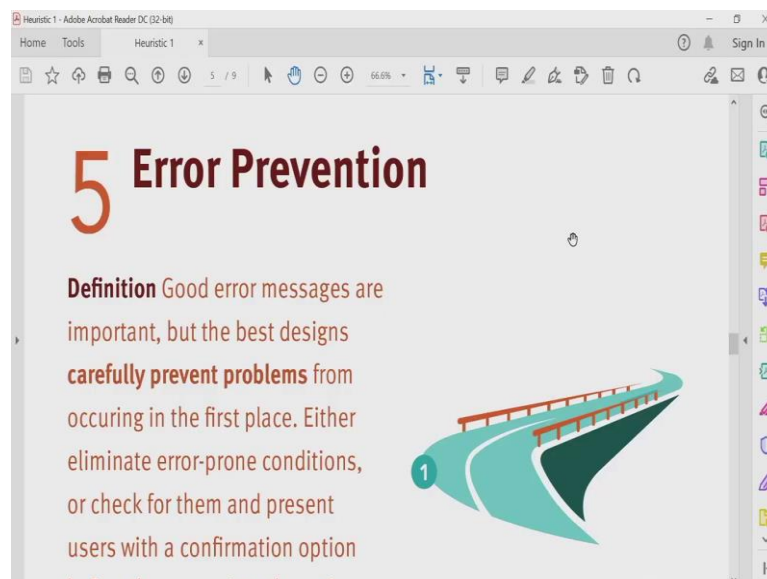 Heuristic 1 - Adobe Acrobat Reader DC (32-bit)
Home Tools Heuristic 1 × Sign In
5 / 9 66.6%
5 Error Prevention
Definition Good error messages are
important, but the best designs
carefully prevent problems from
occuring in the first place. Either
eliminate error-prone conditions,
or check for them and present
users with a confirmation option
1